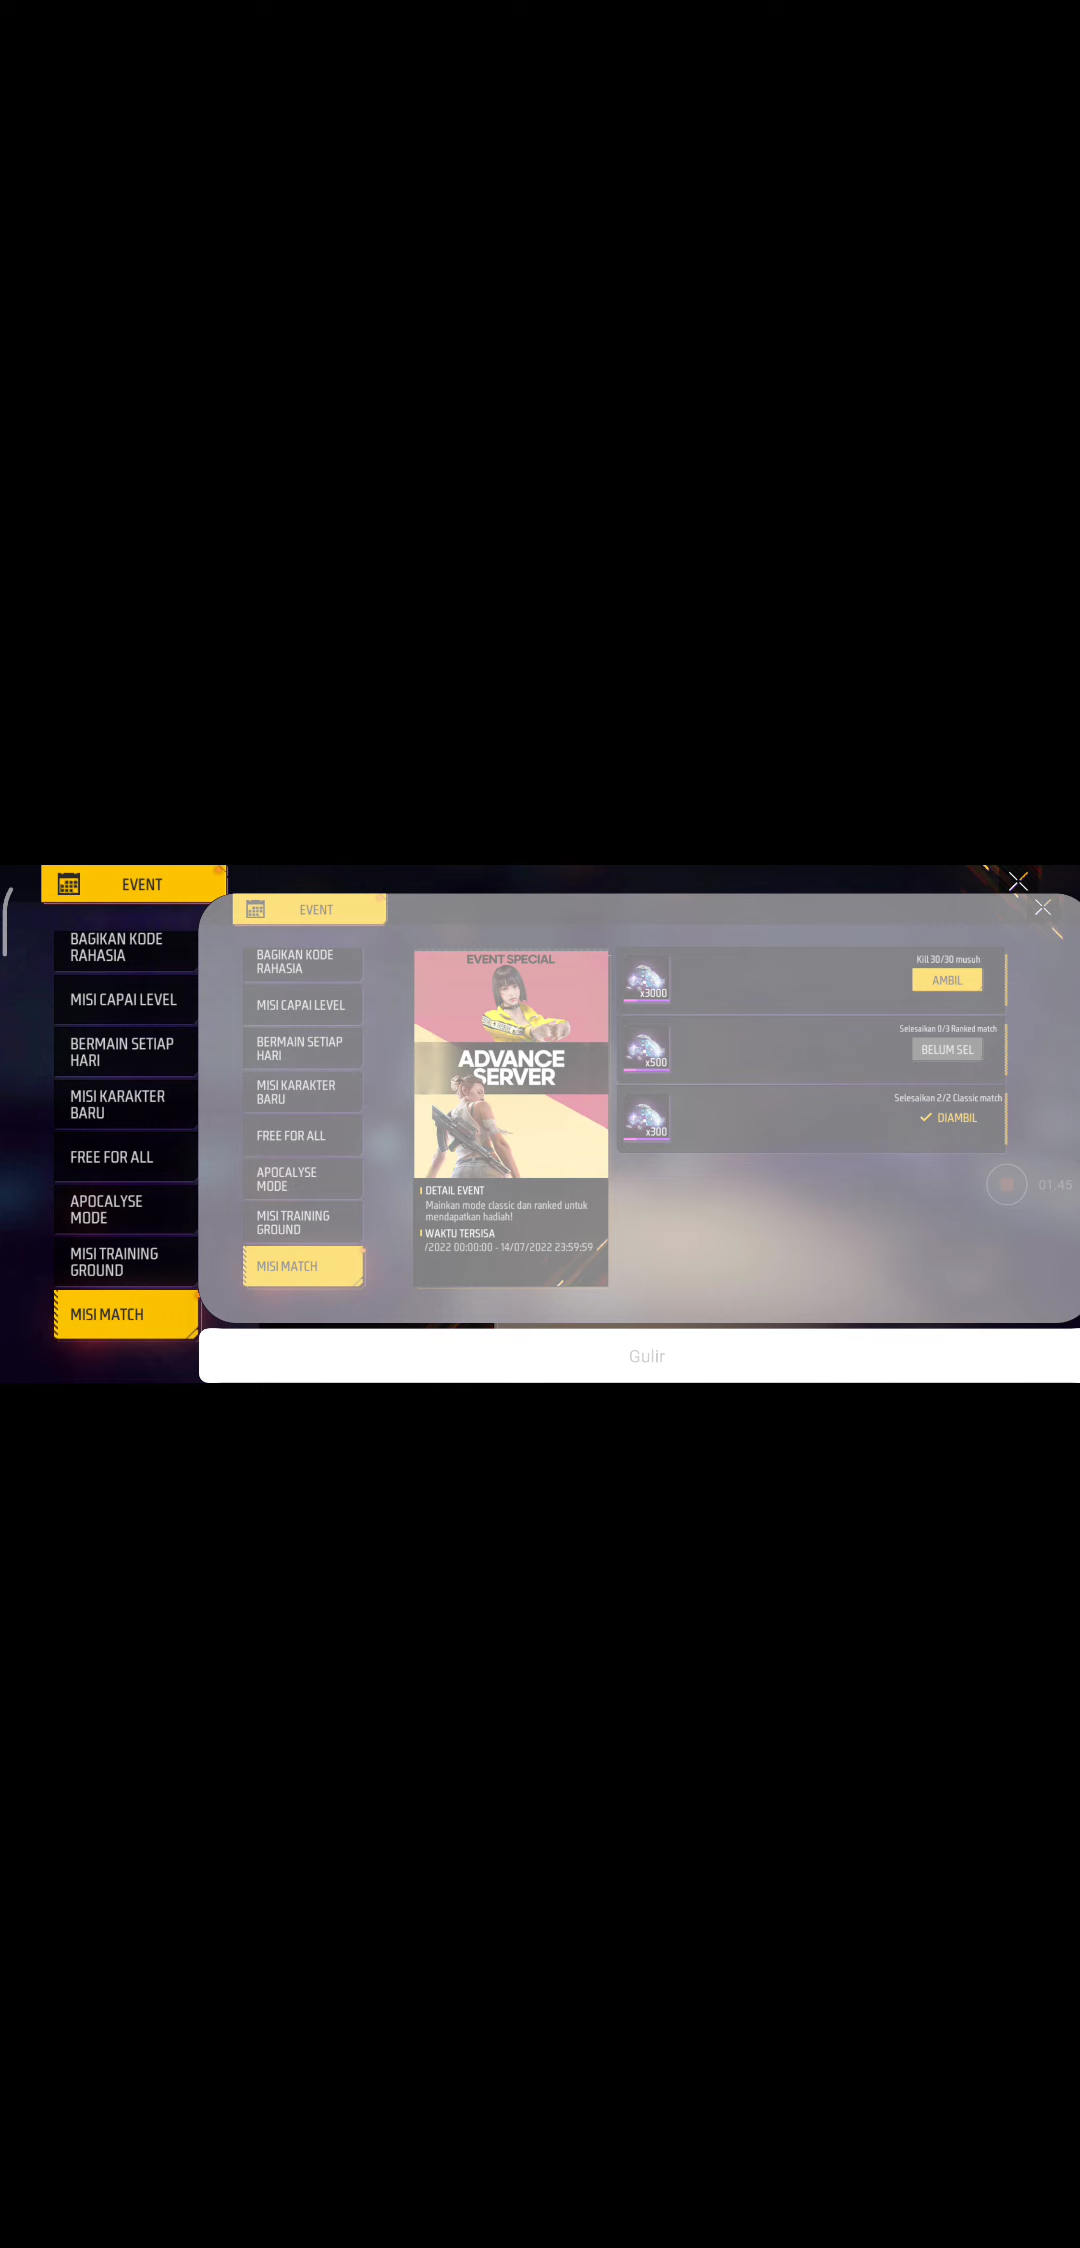 EVENT
BAGIKAN KODE
RAHASIA
MISI CAPAI LEVEL
BERMAIN SETIAP
HARI
MISI KARAKTER
BARU
FREE FOR ALL
APOCALYSE
MODE
MISI TRAINING
GROUND
MISI MATCH
EVENT
BAGIKAN KODE
RAHASIA
MISI CAPAI LEVEL
BERMAIN SETIAP
HARI
MISI KARAKTER
BARU
FREE FOR ALL
APOCALYSE
MODE
MISI TRAINING
GROUND
MISI MATCH
EVENT SPECIAL
ADVANCE
SERVER
DETAIL EVENT
Mainkan mode classic dan ranked untuk
mendapatkan hadiah!
WAKTU TERSISA
/2022 00:00:00 - 14/07/2022 23:59:59
x3000
Kill 30/30 musuh
AMBIL
x500
Selesaikan 0/3 Ranked match
BELUM SEL
x300
Selesaikan 2/2 Classic match
DIAMBIL
01.45
Gulir